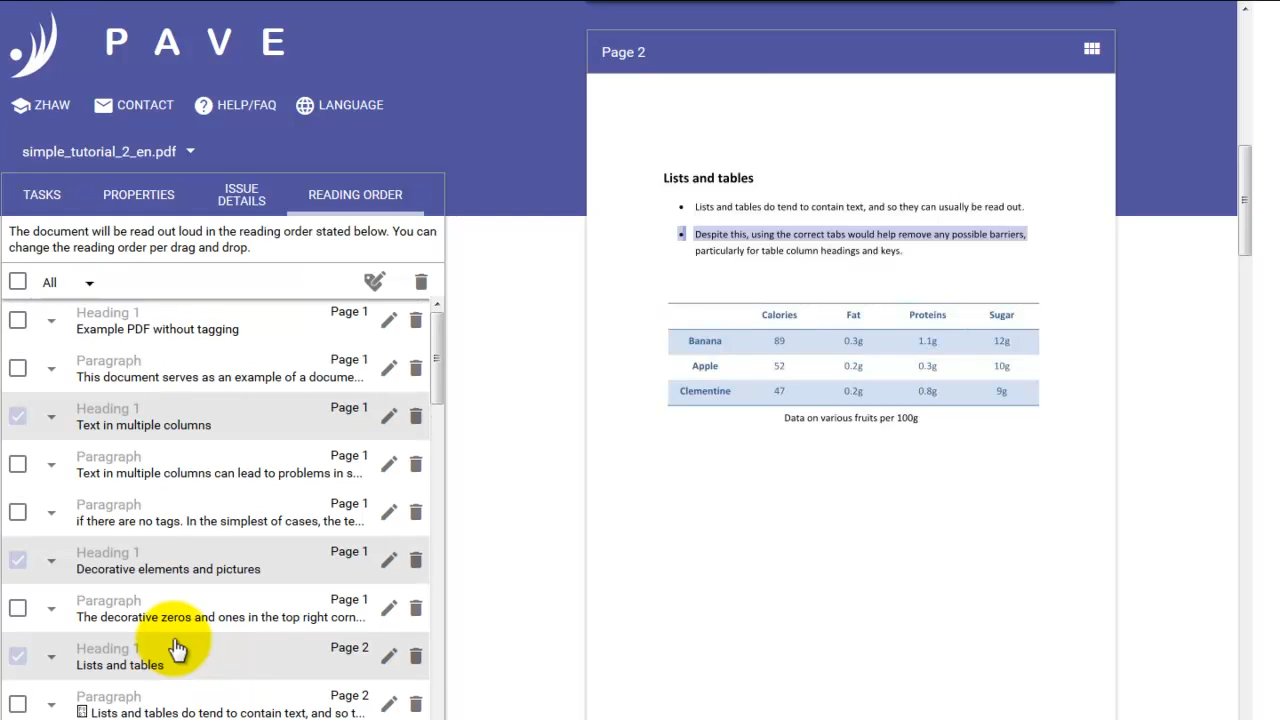 P A V E
ZHAW CONTACT HELP/FAQ LANGUAGE
simple_tutorial_2_en.pdf
TASKS PROPERTIES ISSUE DETAILS READING ORDER
The document will be read out loud in the reading order stated below. You can
change the reading order per drag and drop.
All
Heading 1 Page 1
Example PDF without tagging
Paragraph Page 1
This document serves as an example of a docume...
Heading 1 Page 1
Text in multiple columns
Paragraph Page 1
Text in multiple columns can lead to problems in s...
Paragraph Page 1
if there are no tags. In the simplest of cases, the te...
Heading 1 Page 1
Decorative elements and pictures
Paragraph Page 1
The decorative zeros and ones in the top right corn...
Heading 1 Page 2
Lists and tables
Paragraph Page 2
Lists and tables do tend to contain text, and so t...
Page 2
Lists and tables
• Lists and tables do tend to contain text, and so they can usually be read out.
• Despite this, using the correct tabs would help remove any possible barriers,
particularly for table column headings and keys.
Calories Fat Proteins Sugar
Banana 89 0.3g 1.1g 12g
Apple 52 0.2g 0.3g 10g
Clementine 47 0.2g 0.8g 9g
Data on various fruits per 100g